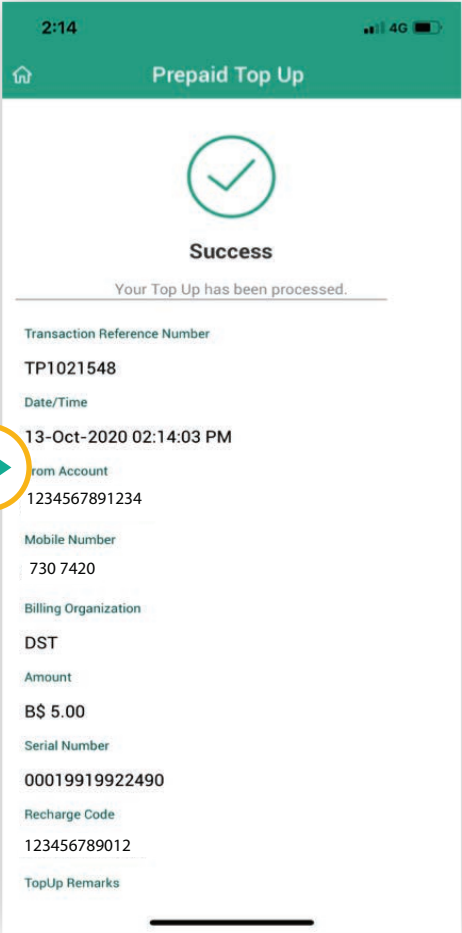 2:14
4G
Prepaid Top Up
Success
Your Top Up has been processed.
Transaction Reference Number
TP1021548
Date/Time
13-Oct-2020 02:14:03 PM
rom Account
1234567891234
Mobile Number
730 7420
Billing Organization
DST
Amount
B$ 5.00
Serial Number
00019919922490
Recharge Code
123456789012
TopUp Remarks